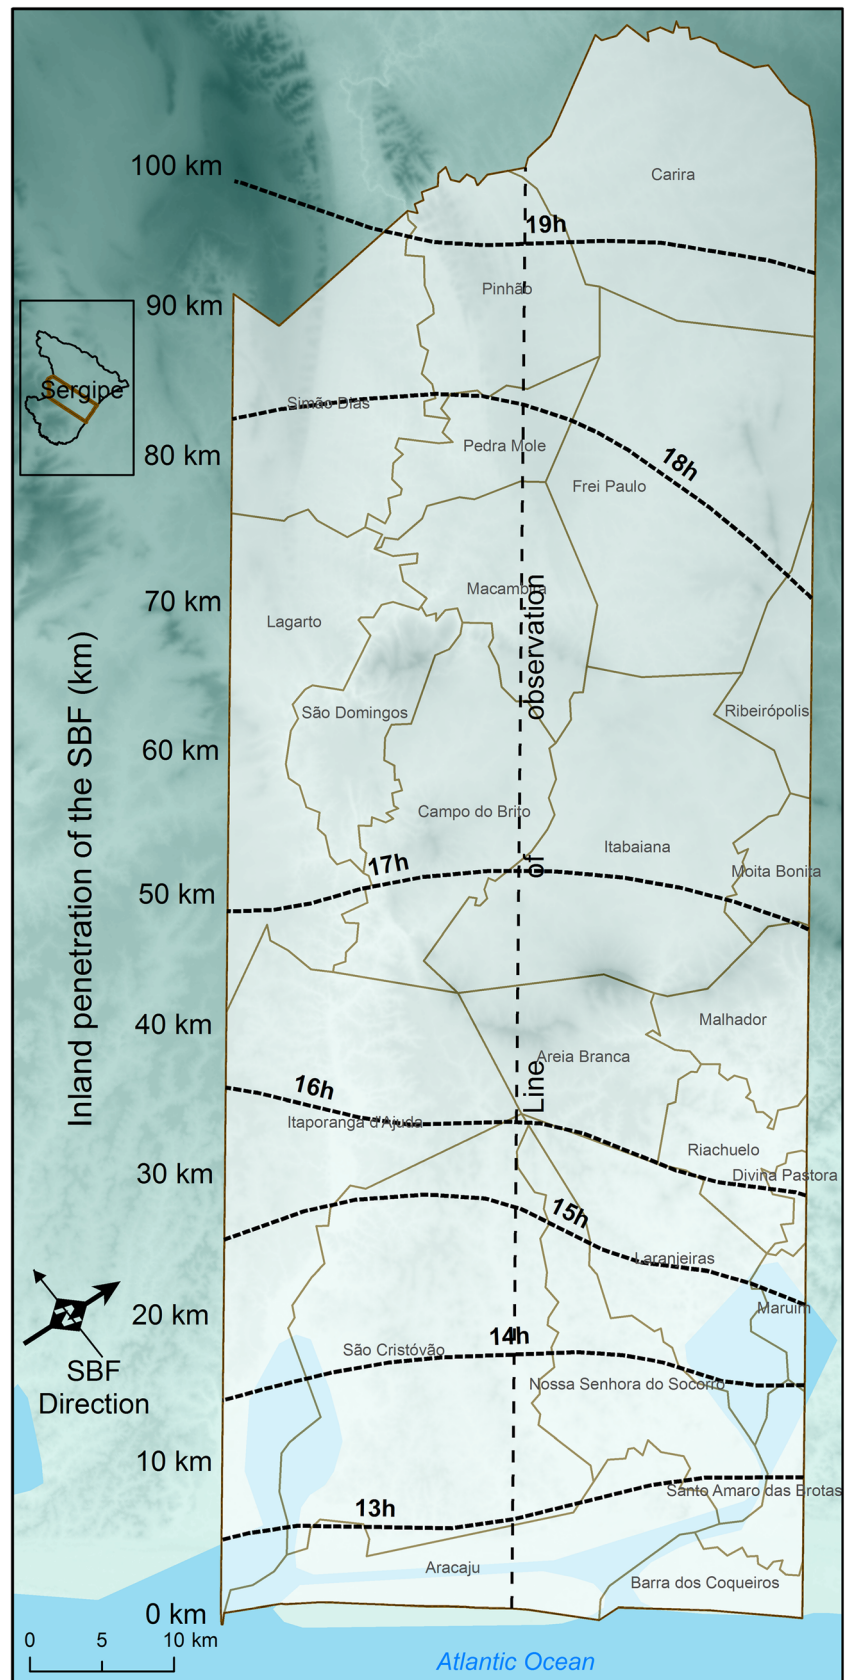 100 km
Carira
19h
Pinhão
90 km
Sergipe
Simão Dias
80 km
Pedra Mole
18h
Frei Paulo
70 km
Macambira
Lagarto
Inland penetration of the SBF (km)
Line of observation
São Domingos
Ribeirópolis
60 km
Campo do Brito
Itabaiana
17h
Moita Bonita
50 km
40 km
Malhador
Areia Branca
16h
Itaporanga d'Ajuda
Riachuelo
30 km
Divina Pastora
15h
Laranjeiras
20 km
Maruim
14h
São Cristóvão
SBF
Direction
Nossa Senhora do Socorro
10 km
Santo Amaro das Brotas
13h
Aracaju
Barra dos Coqueiros
0 km
0 5 10 km
Atlantic Ocean